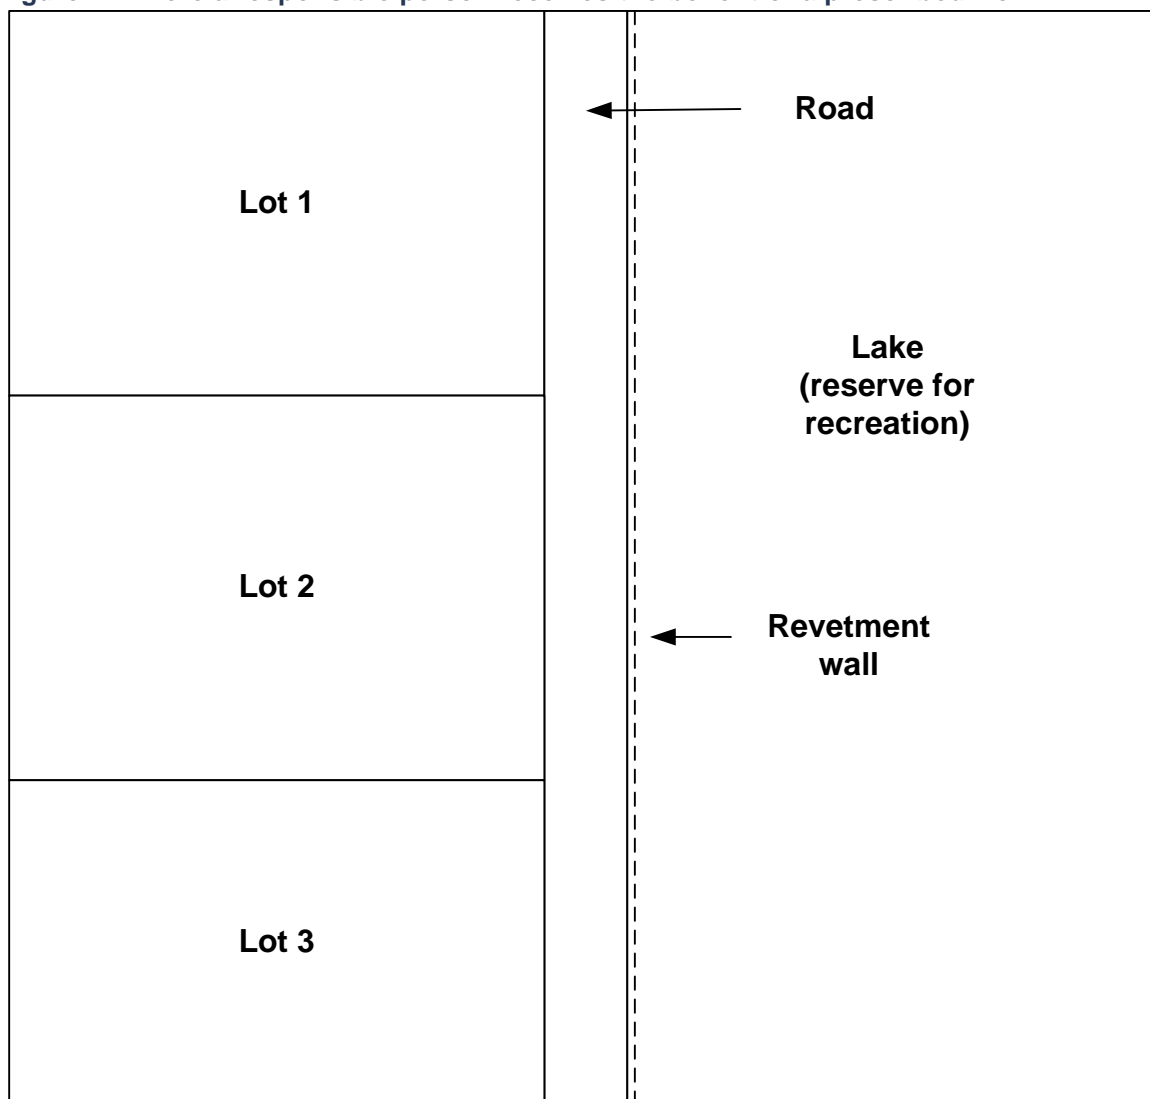 Road
Lot 1
Lake
(reserve for
recreation)
Lot 2
Revetment
wall
Lot 3